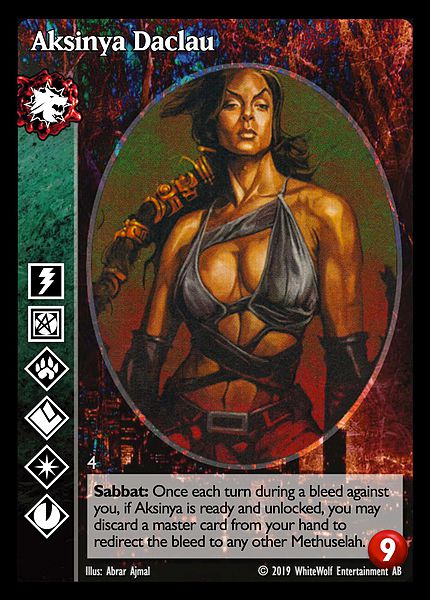 Aksinya Daclau
4
Sabbat: Once each turn during a bleed against
you, if Aksinya is ready and unlocked, you may
discard a master card from your hand to
redirect the bleed to any other Methuselah.
9
Illus: Abrar Ajmal © 2019 WhiteWolf Entertainment AB